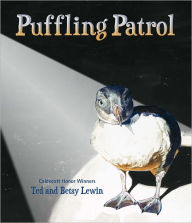 Puffling Patrol
Caldecott Honor Winners
Ted and Betsy Lewin